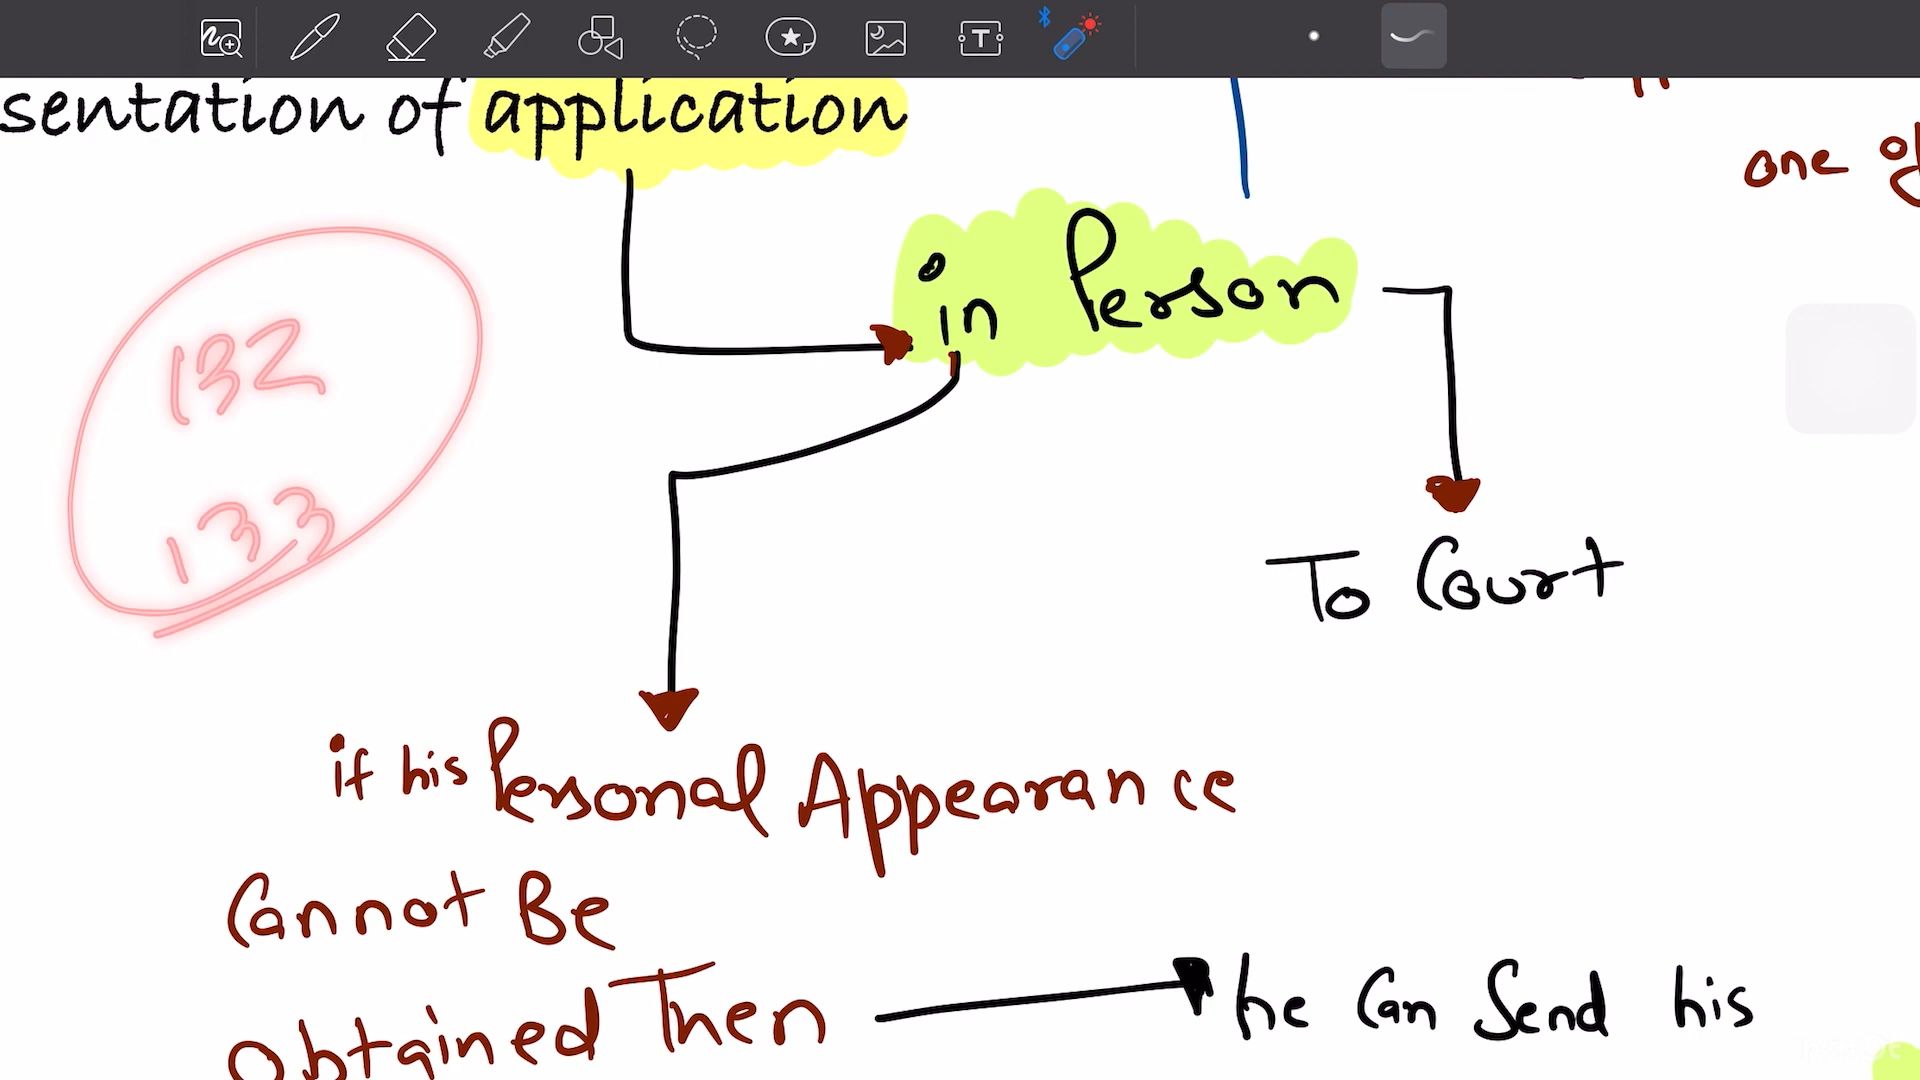 sentation of application
one of
in Person
132
133
To Court
if his Personal Appearance
Cannot Be
obtained Then
he Can Send his